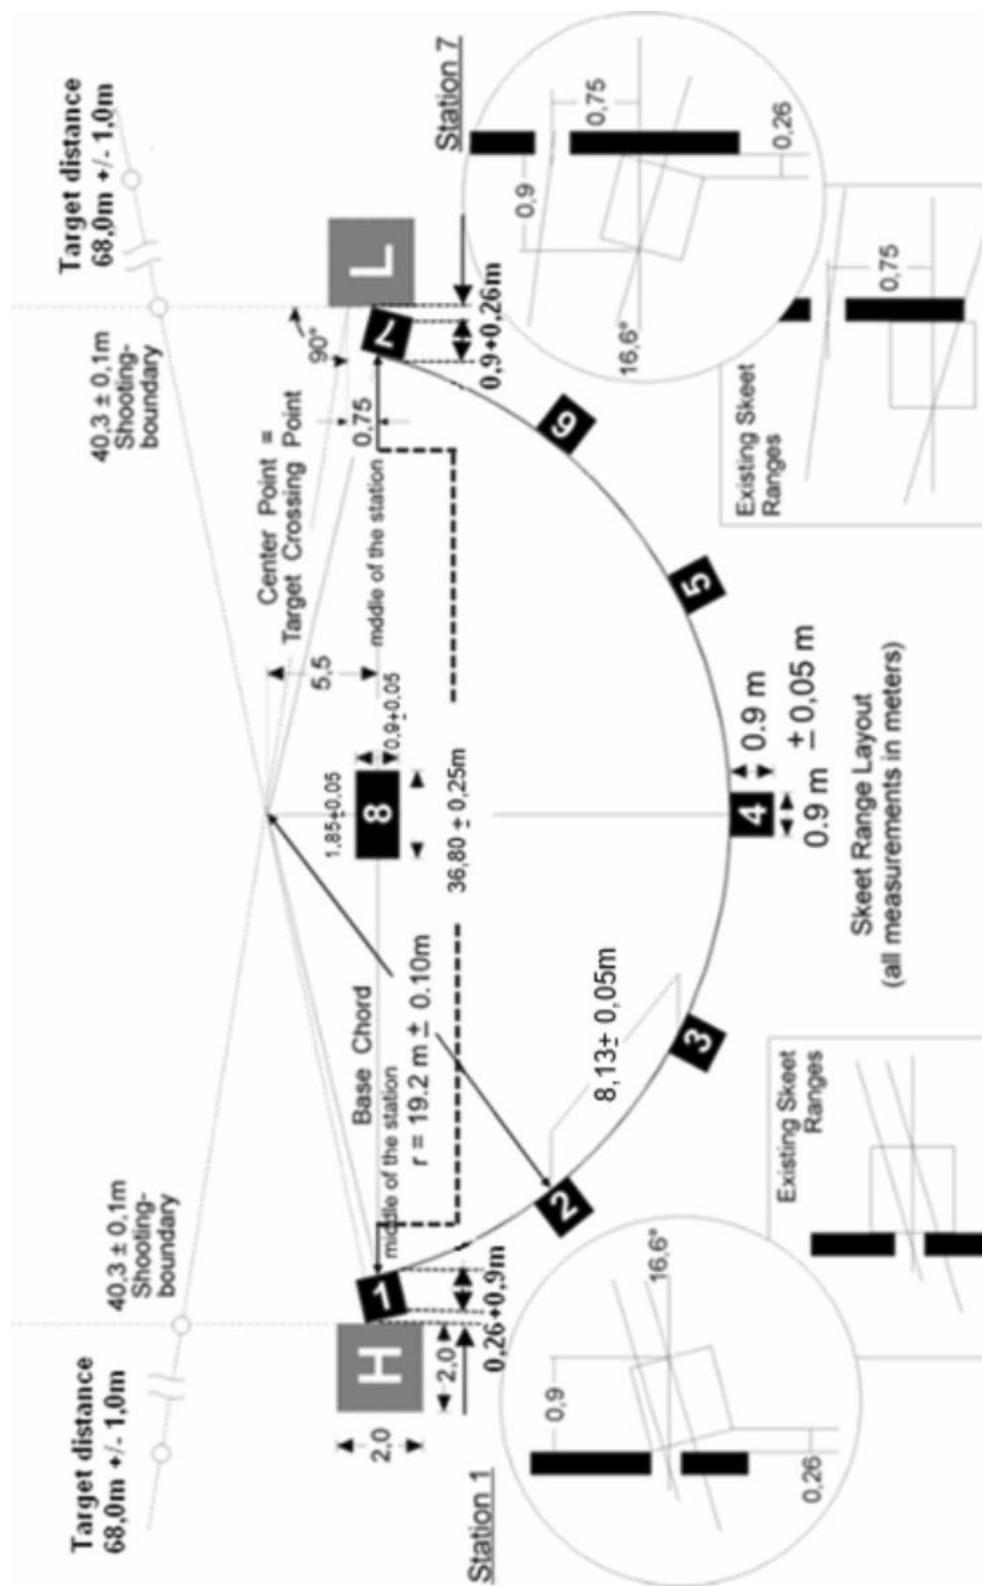 Target distance
68,0m +/- 1,0m
40,3 ± 0,1m
Shooting-
boundary
40,3 ± 0,1m
Shooting-
boundary
Target distance
68,0m +/- 1,0m
Center Point =
Target Crossing Point
90°
5,5
0,75
1,85±0,05
0,9±0,05
H
L
2,0
2,0
1
8
7
Base Chord
mddle of the station
middle of the station
r = 19.2 m ± 0.10m
36,80 ± 0,25m
0,26+0,9m
0,9+0,26m
Station 1
Station 7
2
6
8,13± 0,05m
3
5
4
0.9 m
0.9 m ± 0,05 m
0,9
16,6°
0,26
0,9
0,75
16,6°
0,26
Existing Skeet
Ranges
Existing Skeet
Ranges
0,75
Skeet Range Layout
(all measurements in meters)